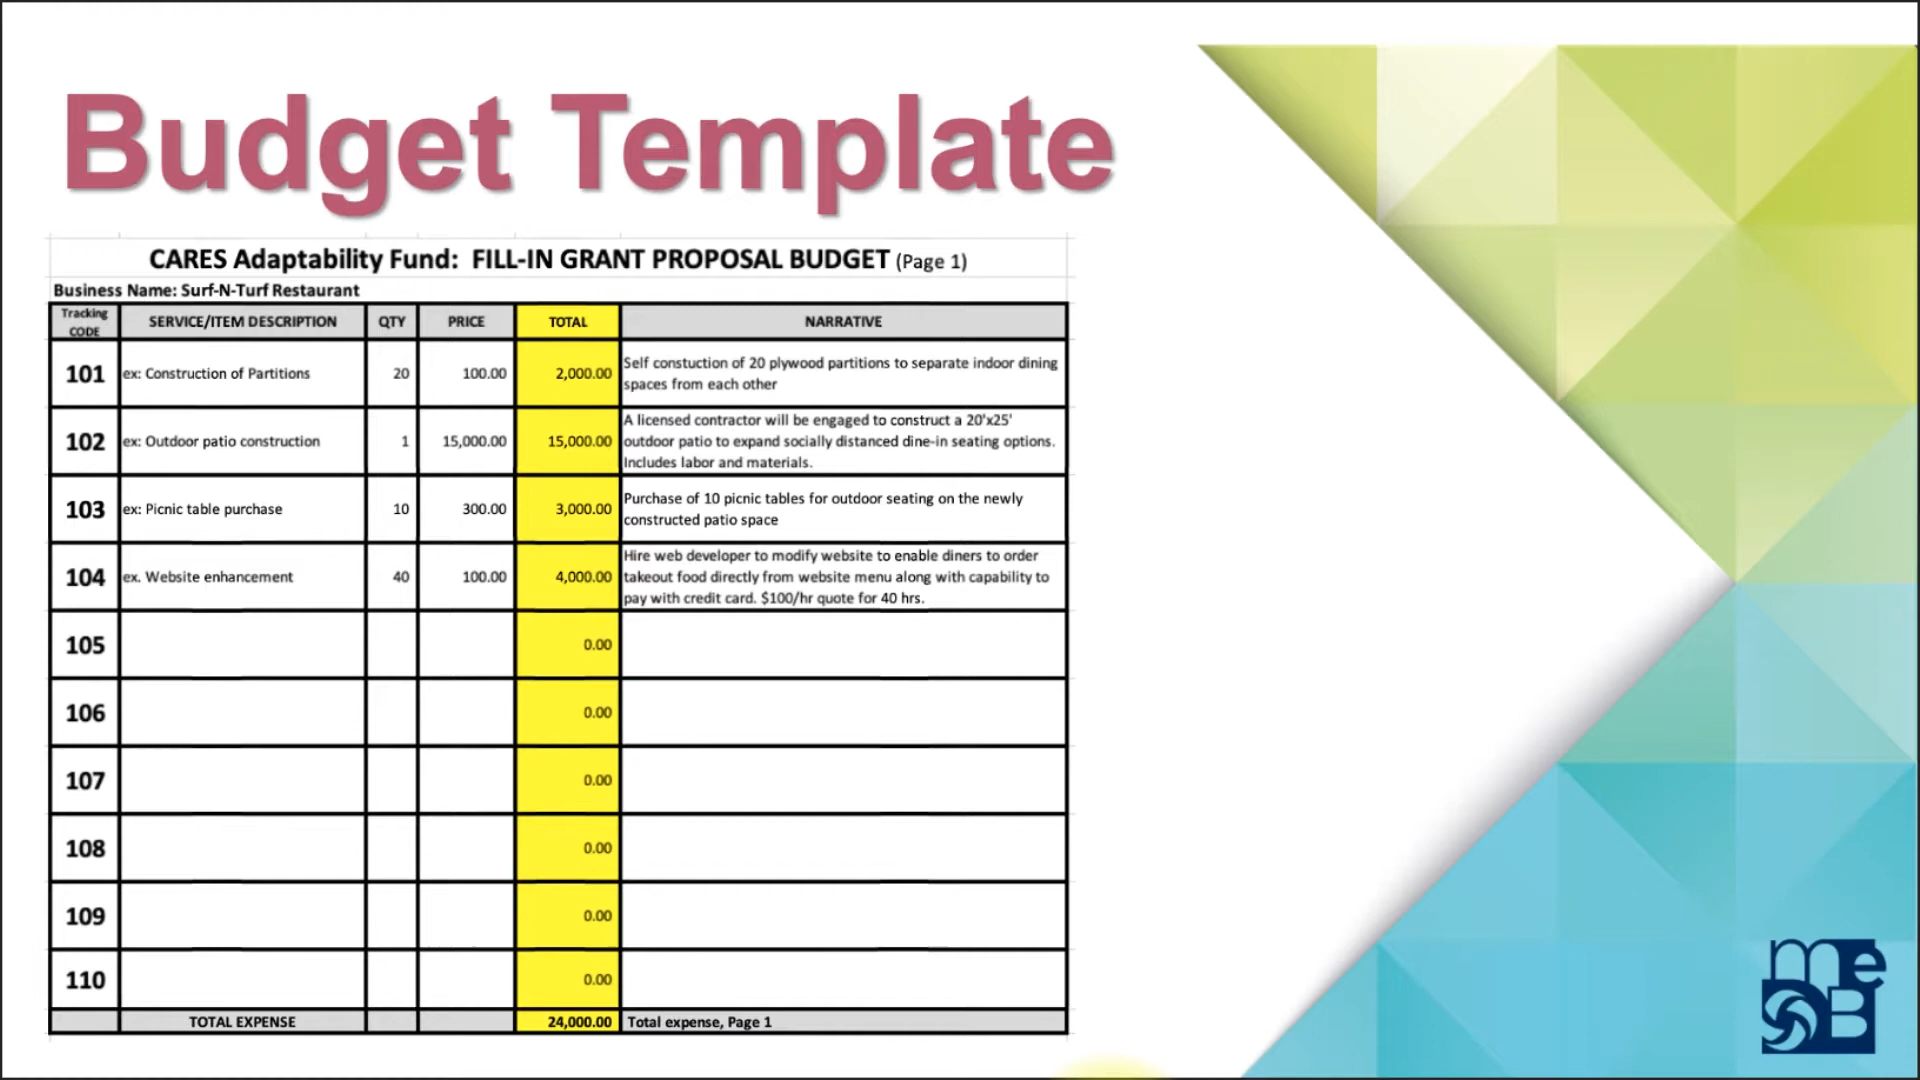 Budget Template
CARES Adaptability Fund:  FILL-IN GRANT PROPOSAL BUDGET (Page 1)
Business Name: Surf-N-Turf Restaurant
Tracking CODE SERVICE/ITEM DESCRIPTION QTY PRICE TOTAL NARRATIVE
101 ex: Construction of Partitions 20 100.00 2,000.00 Self constuction of 20 plywood partitions to separate indoor dining
spaces from each other
102 ex: Outdoor patio construction 1 15,000.00 15,000.00 A licensed contractor will be engaged to construct a 20'x25'
outdoor patio to expand socially distanced dine-in seating options.
Includes labor and materials.
103 ex: Picnic table purchase 10 300.00 3,000.00 Purchase of 10 picnic tables for outdoor seating on the newly
constructed patio space
104 ex. Website enhancement 40 100.00 4,000.00 Hire web developer to modify website to enable diners to order
takeout food directly from website menu along with capability to
pay with credit card. $100/hr quote for 40 hrs.
105 0.00
106 0.00
107 0.00
108 0.00
109 0.00
110 0.00
TOTAL EXPENSE 24,000.00 Total expense, Page 1
me
B